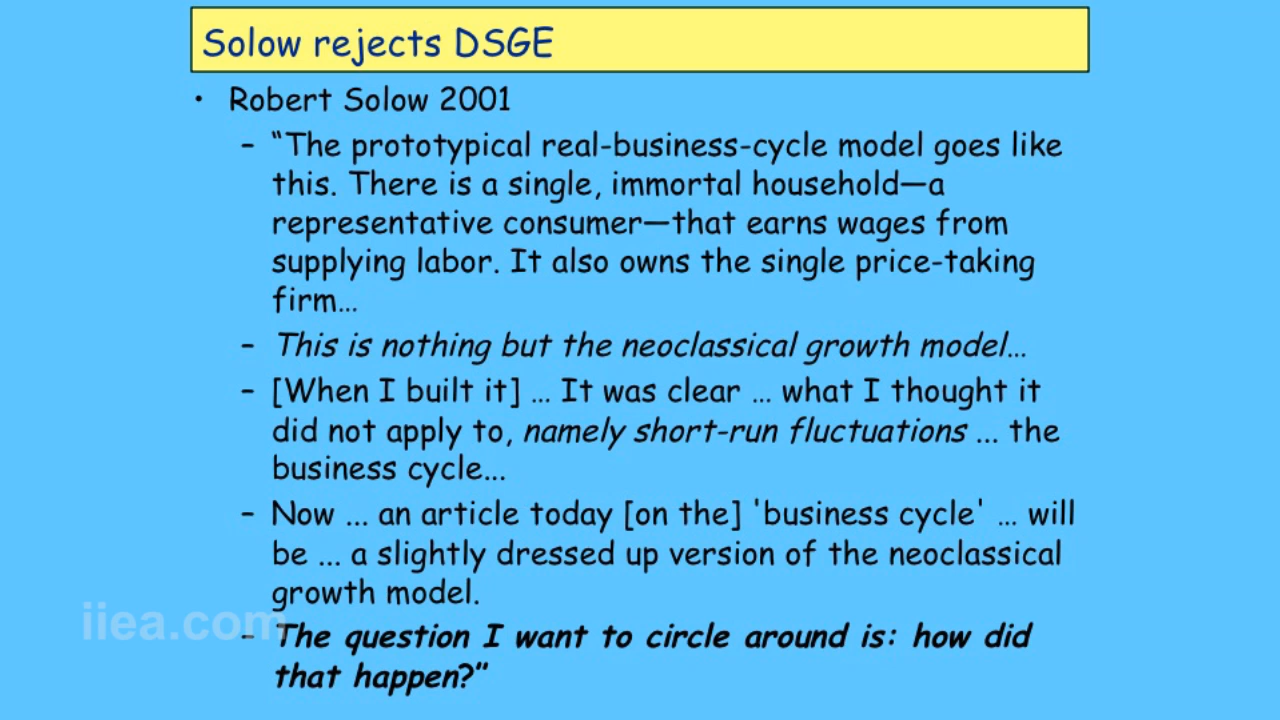 Solow rejects DSGE
• Robert Solow 2001
– “The prototypical real-business-cycle model goes like
this. There is a single, immortal household—a
representative consumer—that earns wages from
supplying labor. It also owns the single price-taking
firm…
– This is nothing but the neoclassical growth model…
– [When I built it] … It was clear … what I thought it
did not apply to, namely short-run fluctuations ... the
business cycle...
– Now ... an article today [on the] 'business cycle' … will
be ... a slightly dressed up version of the neoclassical
growth model.
– The question I want to circle around is: how did
that happen?”
iiea.com